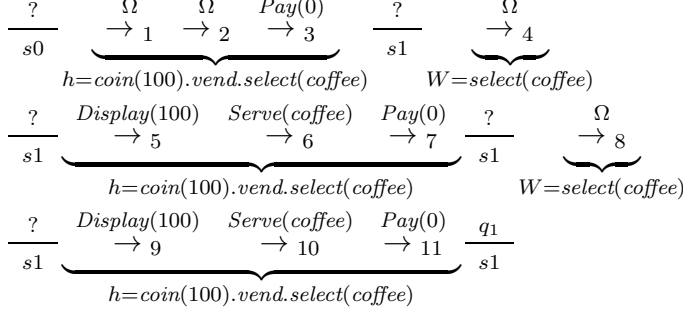 ? Ω Ω Pay(0) ? Ω
s0 → 1 → 2 → 3 s1 → 4
h=coin(100).vend.select(coffee) W=select(coffee)
? Display(100) Serve(coffee) Pay(0) ? Ω
s1 → 5 → 6 → 7 s1 → 8
h=coin(100).vend.select(coffee) W=select(coffee)
? Display(100) Serve(coffee) Pay(0) q₁
s1 → 9 → 10 → 11 s1
h=coin(100).vend.select(coffee)